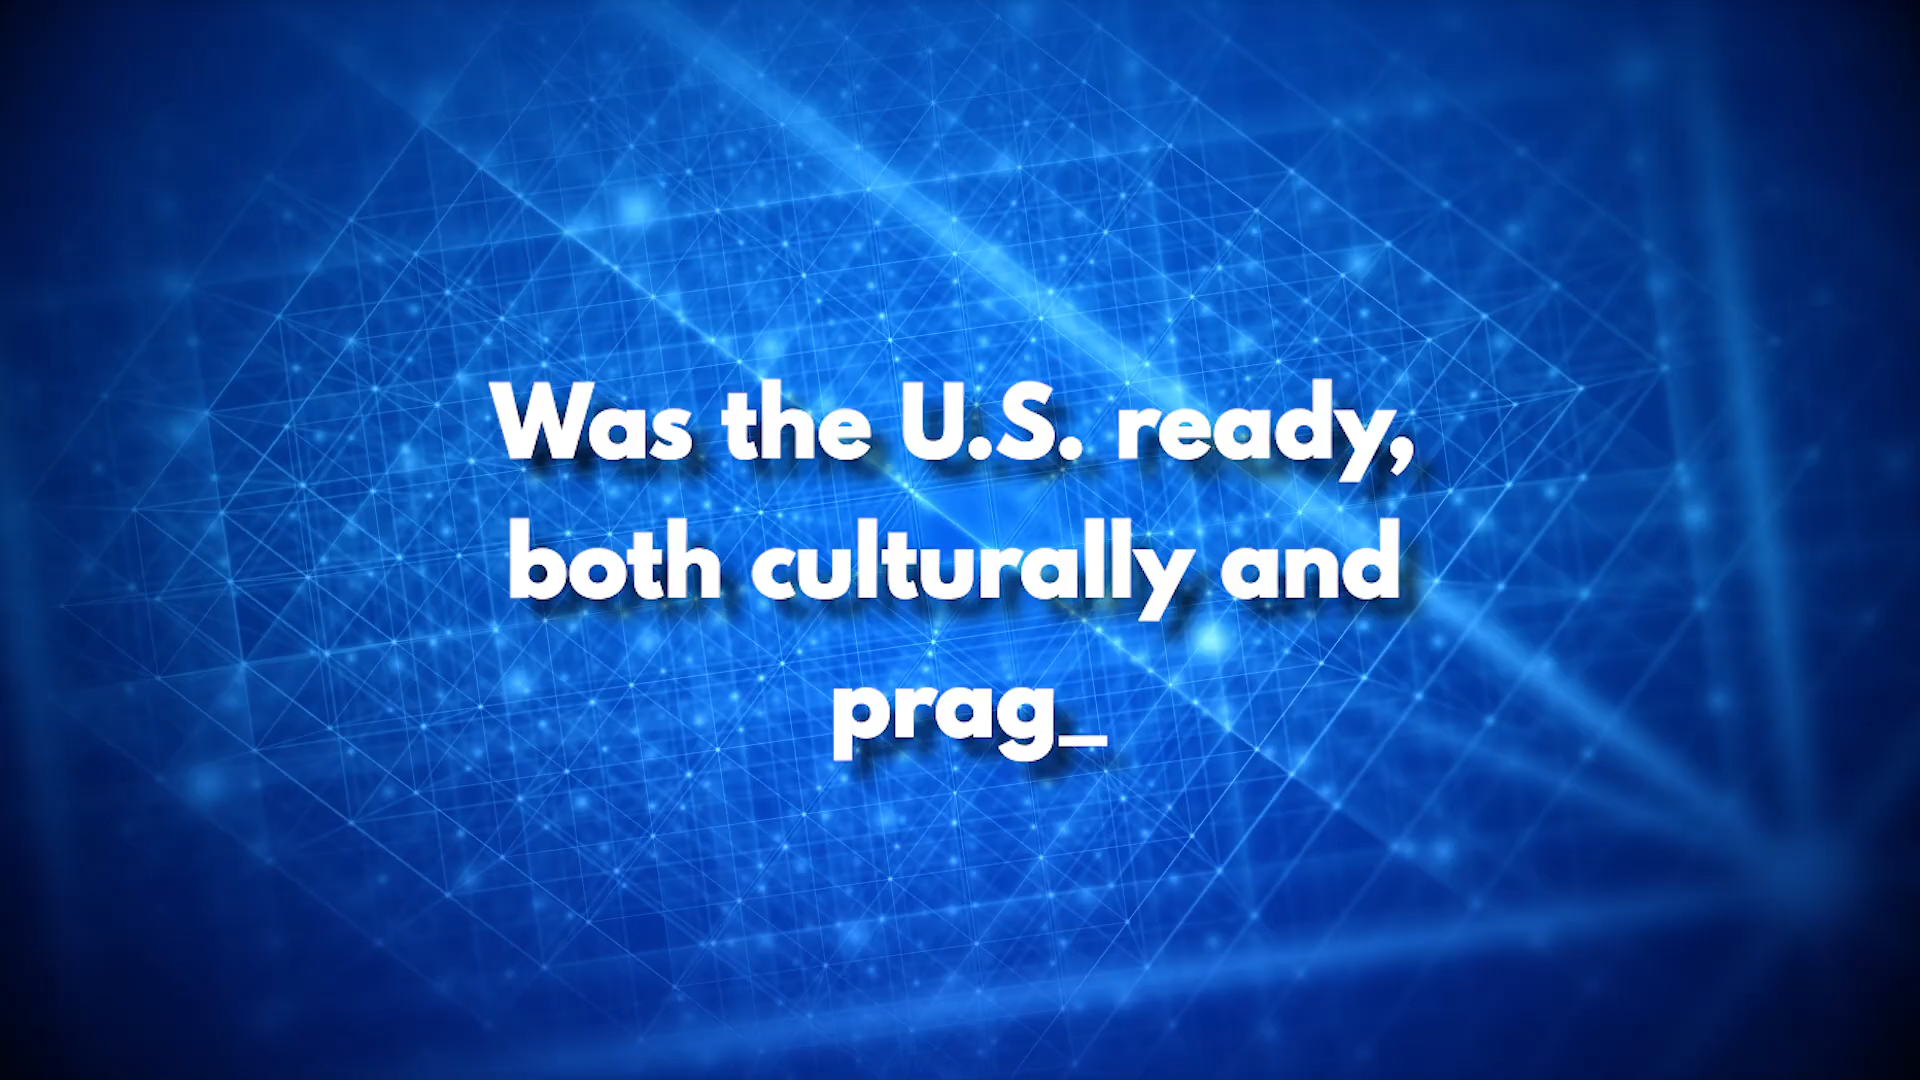 Was the U.S. ready,
both culturally and
prag_